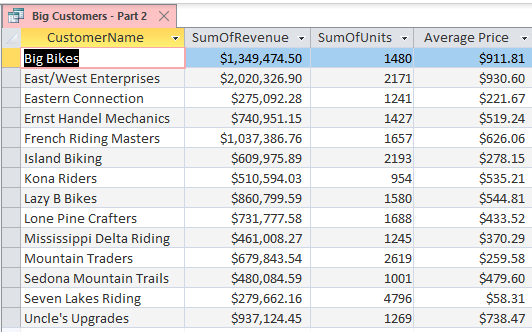 Big Customers - Part 2
CustomerName SumOfRevenue SumOfUnits Average Price
Big Bikes $1,349,474.50 1480 $911.81
East/West Enterprises $2,020,326.90 2171 $930.60
Eastern Connection $275,092.28 1241 $221.67
Ernst Handel Mechanics $740,951.15 1427 $519.24
French Riding Masters $1,037,386.76 1657 $626.06
Island Biking $609,975.89 2193 $278.15
Kona Riders $510,594.03 954 $535.21
Lazy B Bikes $860,799.59 1580 $544.81
Lone Pine Crafters $731,777.58 1688 $433.52
Mississippi Delta Riding $461,008.27 1245 $370.29
Mountain Traders $679,843.54 2619 $259.58
Sedona Mountain Trails $480,084.59 1001 $479.60
Seven Lakes Riding $279,662.16 4796 $58.31
Uncle's Upgrades $937,124.45 1269 $738.47